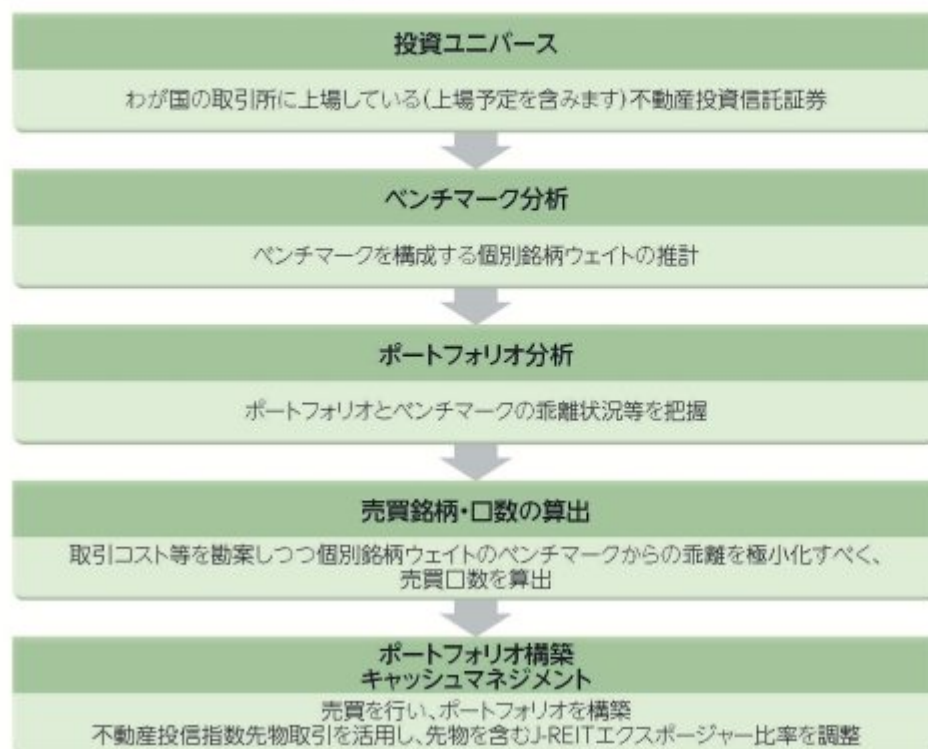 投資ユニバース
わが国の取引所に上場している(上場予定を含みます)不動産投資信託証券
ベンチマーク分析
ベンチマークを構成する個別銘柄ウェイトの推計
ポートフォリオ分析
ポートフォリオとベンチマークの乖離状況等を把握
売買銘柄・口数の算出
取引コスト等を勘案しつつ個別銘柄ウェイトのベンチマークからの乖離を極小化すべく、
売買口数を算出
ポートフォリオ構築
キャッシュマネジメント
売買を行い、ポートフォリオを構築
不動産投信指数先物取引を活用し、先物を含むJ-REITエクスポージャー比率を調整